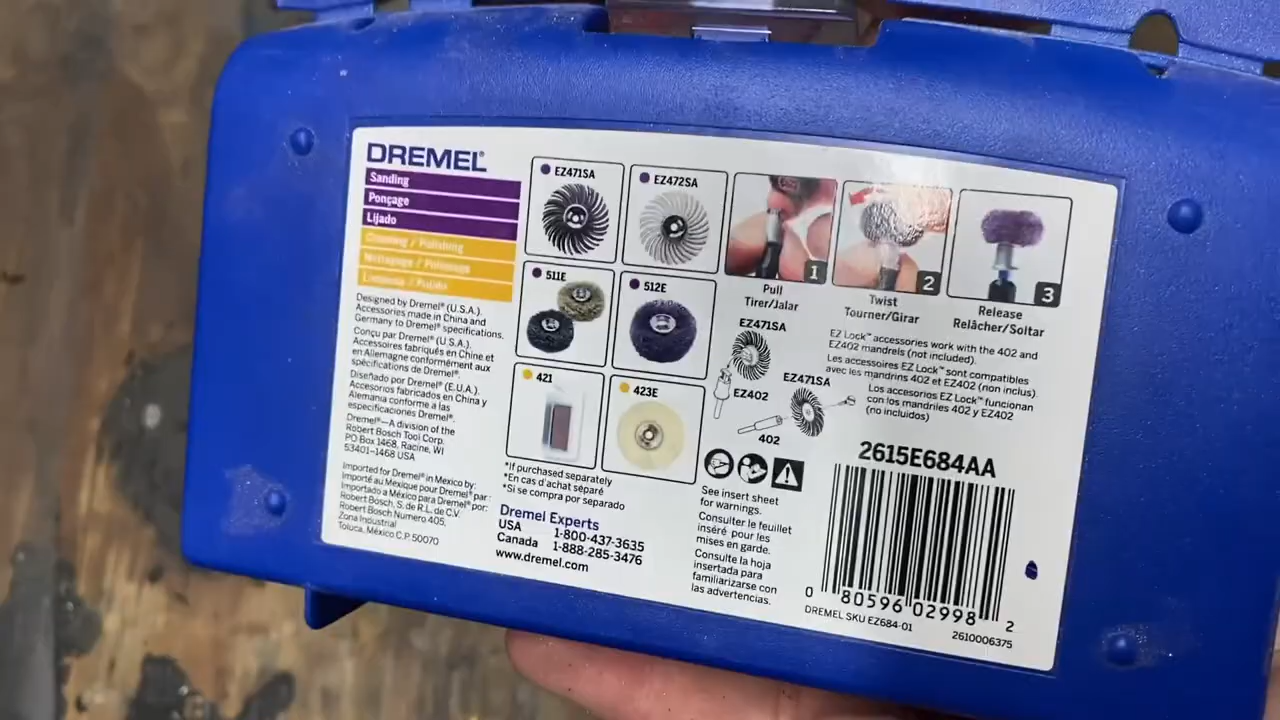 DREMEL®
Sanding
Ponçage
Lijado
Cleaning / Polishing
Nettoyage / Polissage
Limpieza / Pulido
Designed by Dremel® (U.S.A.).
Accessories made in China and
Germany to Dremel® specifications.
Conçu par Dremel® (U.S.A.).
Accessoires fabriqués en Chine et
en Allemagne conformément aux
spécifications de Dremel®.
Diseñado por Dremel® (E.U.A.).
Accesorios fabricados en China y
Alemania conforme a las
especificaciones Dremel®.
Dremel®—A division of the
Robert Bosch Tool Corp.
PO Box 1468, Racine, WI
53401-1468 USA
Imported for Dremel® in Mexico by:
Importé au Mexique pour Dremel® par:
Importado a México para Dremel® por:
Robert Bosch, S. de R.L. de C.V.
Robert Bosch Numero 405,
Zona Industrial
Toluca, México C.P. 50070
EZ471SA
EZ472SA
511E
512E
421
423E
*If purchased separately
*En cas d'achat séparé
*Si se compra por separado
Dremel Experts
USA 1-800-437-3635
Canada 1-888-285-3476
www.dremel.com
1
Pull
Tirer/Jalar
2
Twist
Tourner/Girar
3
Release
Relâcher/Soltar
EZ Lock™ accessories work with the 402 and
EZ402 mandrels (not included).
Les accessoires EZ Lock™ sont compatibles
avec les mandrins 402 et EZ402 (non inclus).
Los accesorios EZ Lock™ funcionan
con los mandriles 402 y EZ402
(no incluidos)
EZ471SA
EZ402
EZ471SA
402
See insert sheet
for warnings.
Consulter le feuillet
inséré pour les
mises en garde.
Consulte la hoja
insertada para
familiarizarse con
las advertencias.
2615E684AA
0 80596 02998 2
DREMEL SKU EZ684-01
2610006375